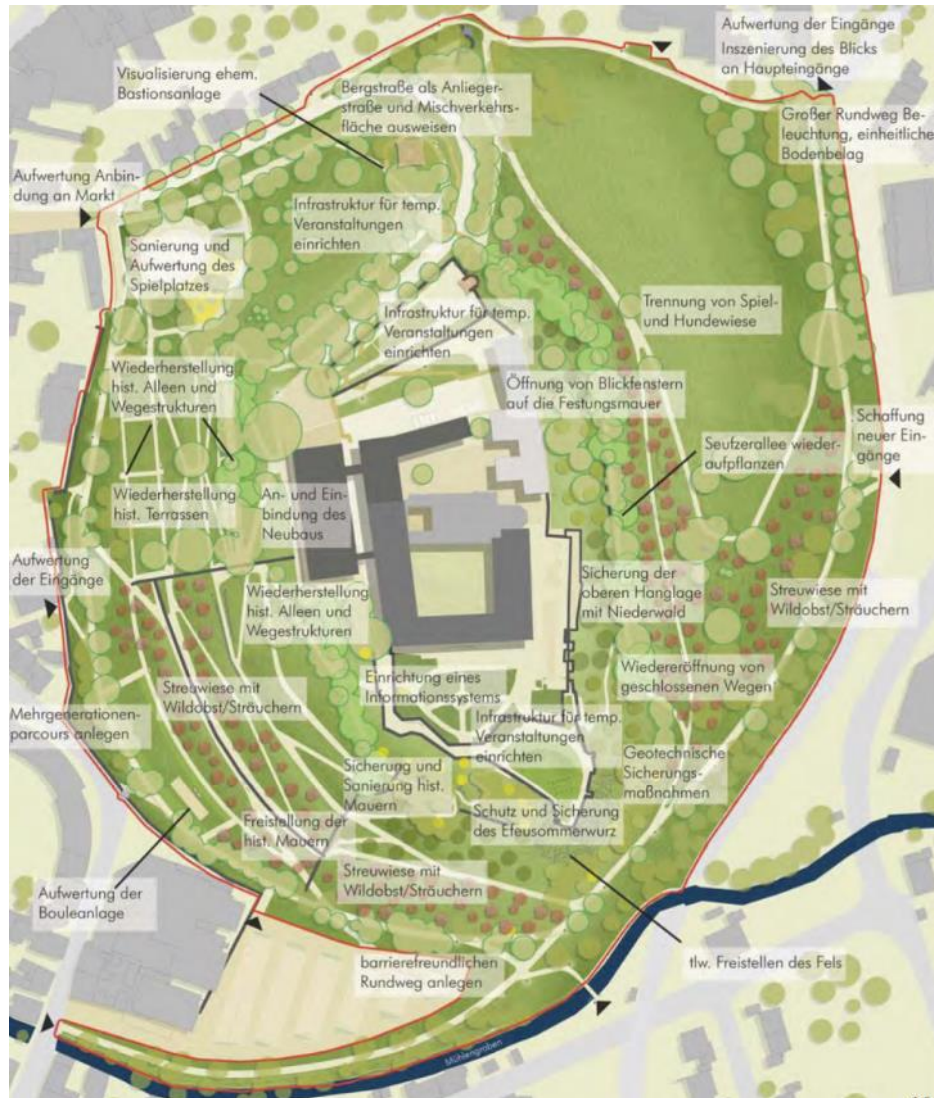 Aufwertung der Eingänge
Inszenierung des Blicks
an Haupteingänge
Visualisierung ehem.
Bastionsanlage
Bergstraße als Anlieger-
straße und Mischverkehrs-
fläche ausweisen
Großer Rundweg Be-
leuchtung, einheitliche
Bodenbelag
Aufwertung Anbin-
dung an Markt
Infrastruktur für temp.
Veranstaltungen
einrichten
Sanierung und
Aufwertung des
Spielplatzes
Infrastruktur für temp.
Veranstaltungen
einrichten
Trennung von Spiel-
und Hundewiese
Wiederherstellung
hist. Alleen und
Wegestrukturen
Öffnung von Blickfenstern
auf die Festungsmauer
Schaffung
neuer Ein-
gänge
Seufzerallee wieder-
aufpflanzen
Wiederherstellung
hist. Terrassen
An- und Ein-
bindung des
Neubaus
Aufwertung
der Eingänge
Wiederherstellung
hist. Alleen und
Wegestrukturen
Sicherung der
oberen Hanglage
mit Niederwald
Streuwiese mit
Wildobst/Sträuchern
Einrichtung eines
Informationssystems
Wiedereröffnung von
geschlossenen Wegen
Streuwiese mit
Wildobst/Sträuchern
Mehrgenerationen-
parcours anlegen
Infrastruktur für temp.
Veranstaltungen
einrichten
Geotechnische
Sicherungs-
maßnahmen
Sicherung und
Sanierung hist.
Mauern
Schutz und Sicherung
des Efeusommerwurz
Freistellung der
hist. Mauern
Streuwiese mit
Wildobst/Sträuchern
Aufwertung der
Bouleanlage
barrierefreundlichen
Rundweg anlegen
tlw. Freistellen des Fels
Mühlengraben